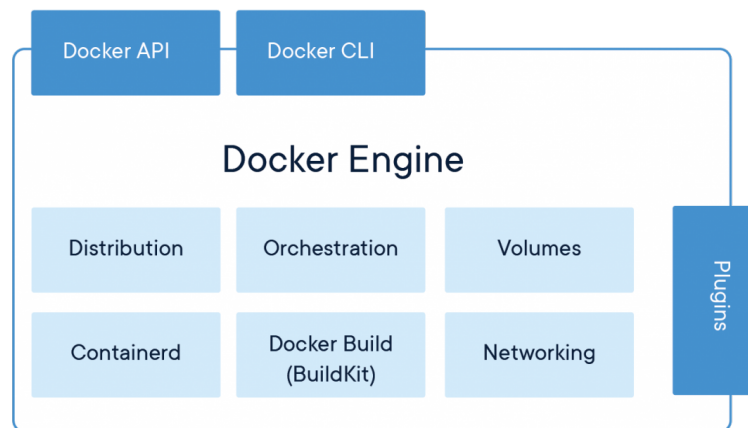 Docker API
Docker CLI
Docker Engine
Distribution
Orchestration
Volumes
Containerd
Docker Build
(BuildKit)
Networking
Plugins